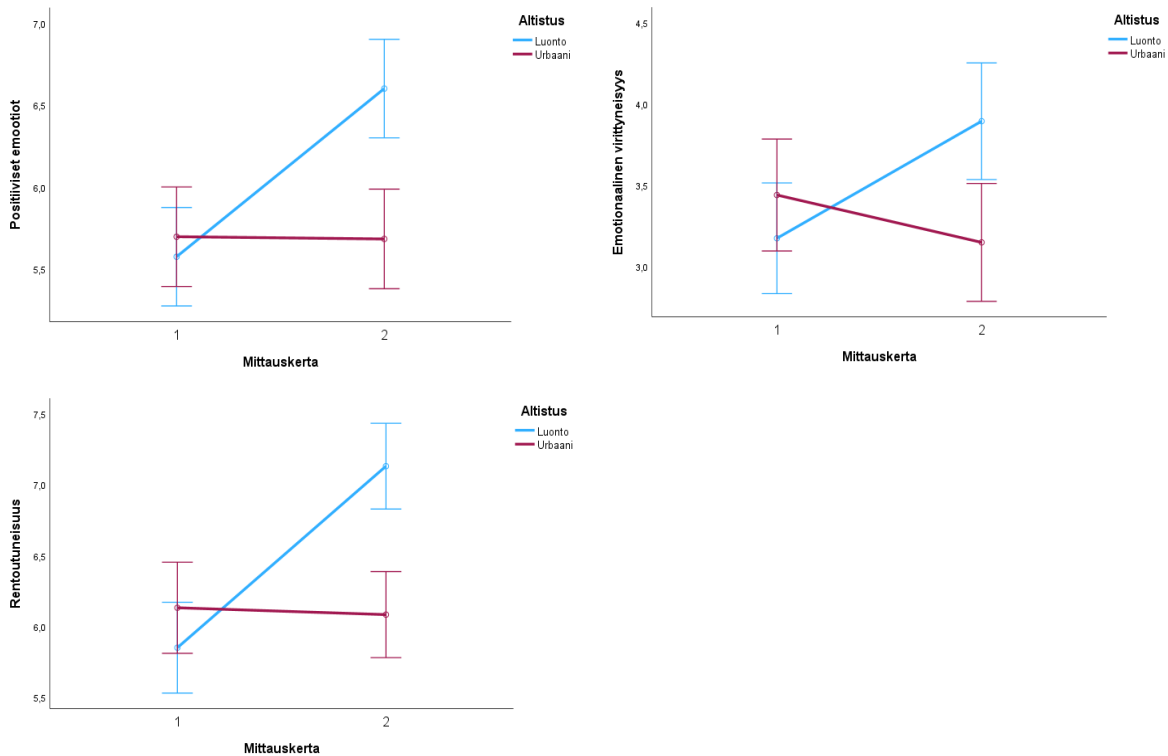 Altistus
Luonto
Urbaani
Positiiviset emootiot
7,0
6,5
6,0
5,5
1
2
Mittauskerta
Altistus
Luonto
Urbaani
Emotionaalinen virittyneisyys
4,5
4,0
3,5
3,0
1
2
Mittauskerta
Altistus
Luonto
Urbaani
Rentoutuneisuus
7,5
7,0
6,5
6,0
5,5
1
2
Mittauskerta